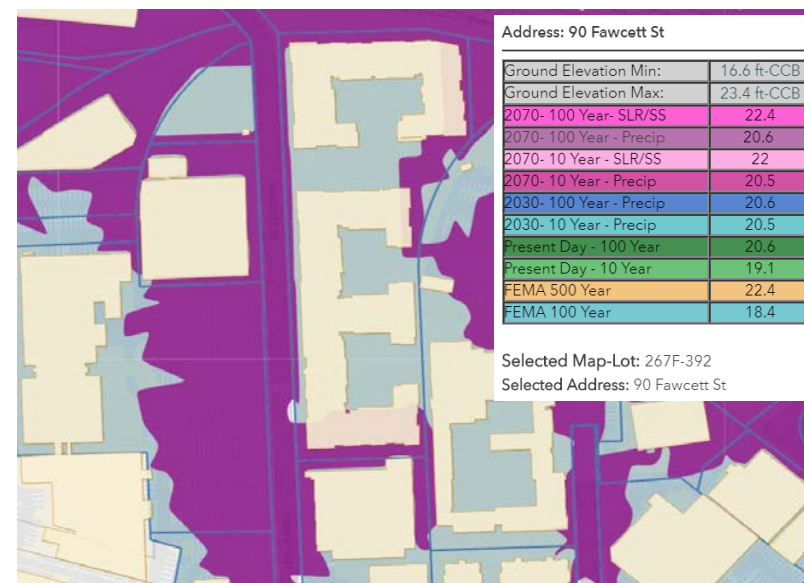 Address: 90 Fawcett St
Ground Elevation Min: 16.6 ft-CCB
Ground Elevation Max: 23.4 ft-CCB
2070- 100 Year- SLR/SS 22.4
2070- 100 Year - Precip 20.6
2070- 10 Year - SLR/SS 22
2070- 10 Year - Precip 20.5
2030- 100 Year - Precip 20.6
2030- 10 Year - Precip 20.5
Present Day - 100 Year 20.6
Present Day - 10 Year 19.1
FEMA 500 Year 22.4
FEMA 100 Year 18.4
Selected Map-Lot: 267F-392
Selected Address: 90 Fawcett St